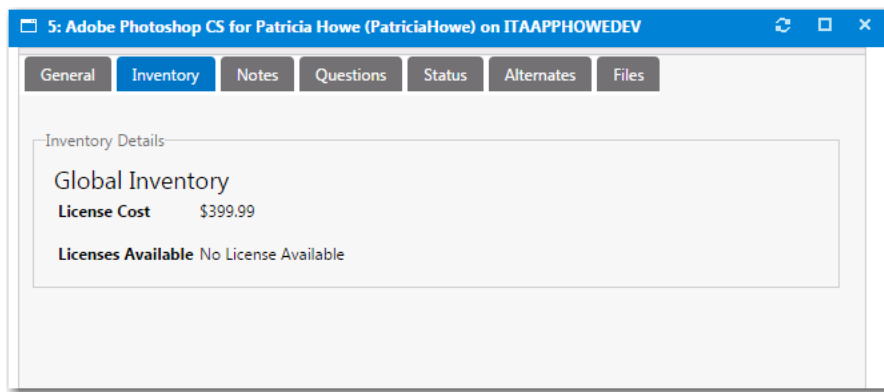 5: Adobe Photoshop CS for Patricia Howe (PatriciaHowe) on ITAAPPHOWEDEV
General Inventory Notes Questions Status Alternates Files
Inventory Details
Global Inventory
License Cost $399.99
Licenses Available No License Available